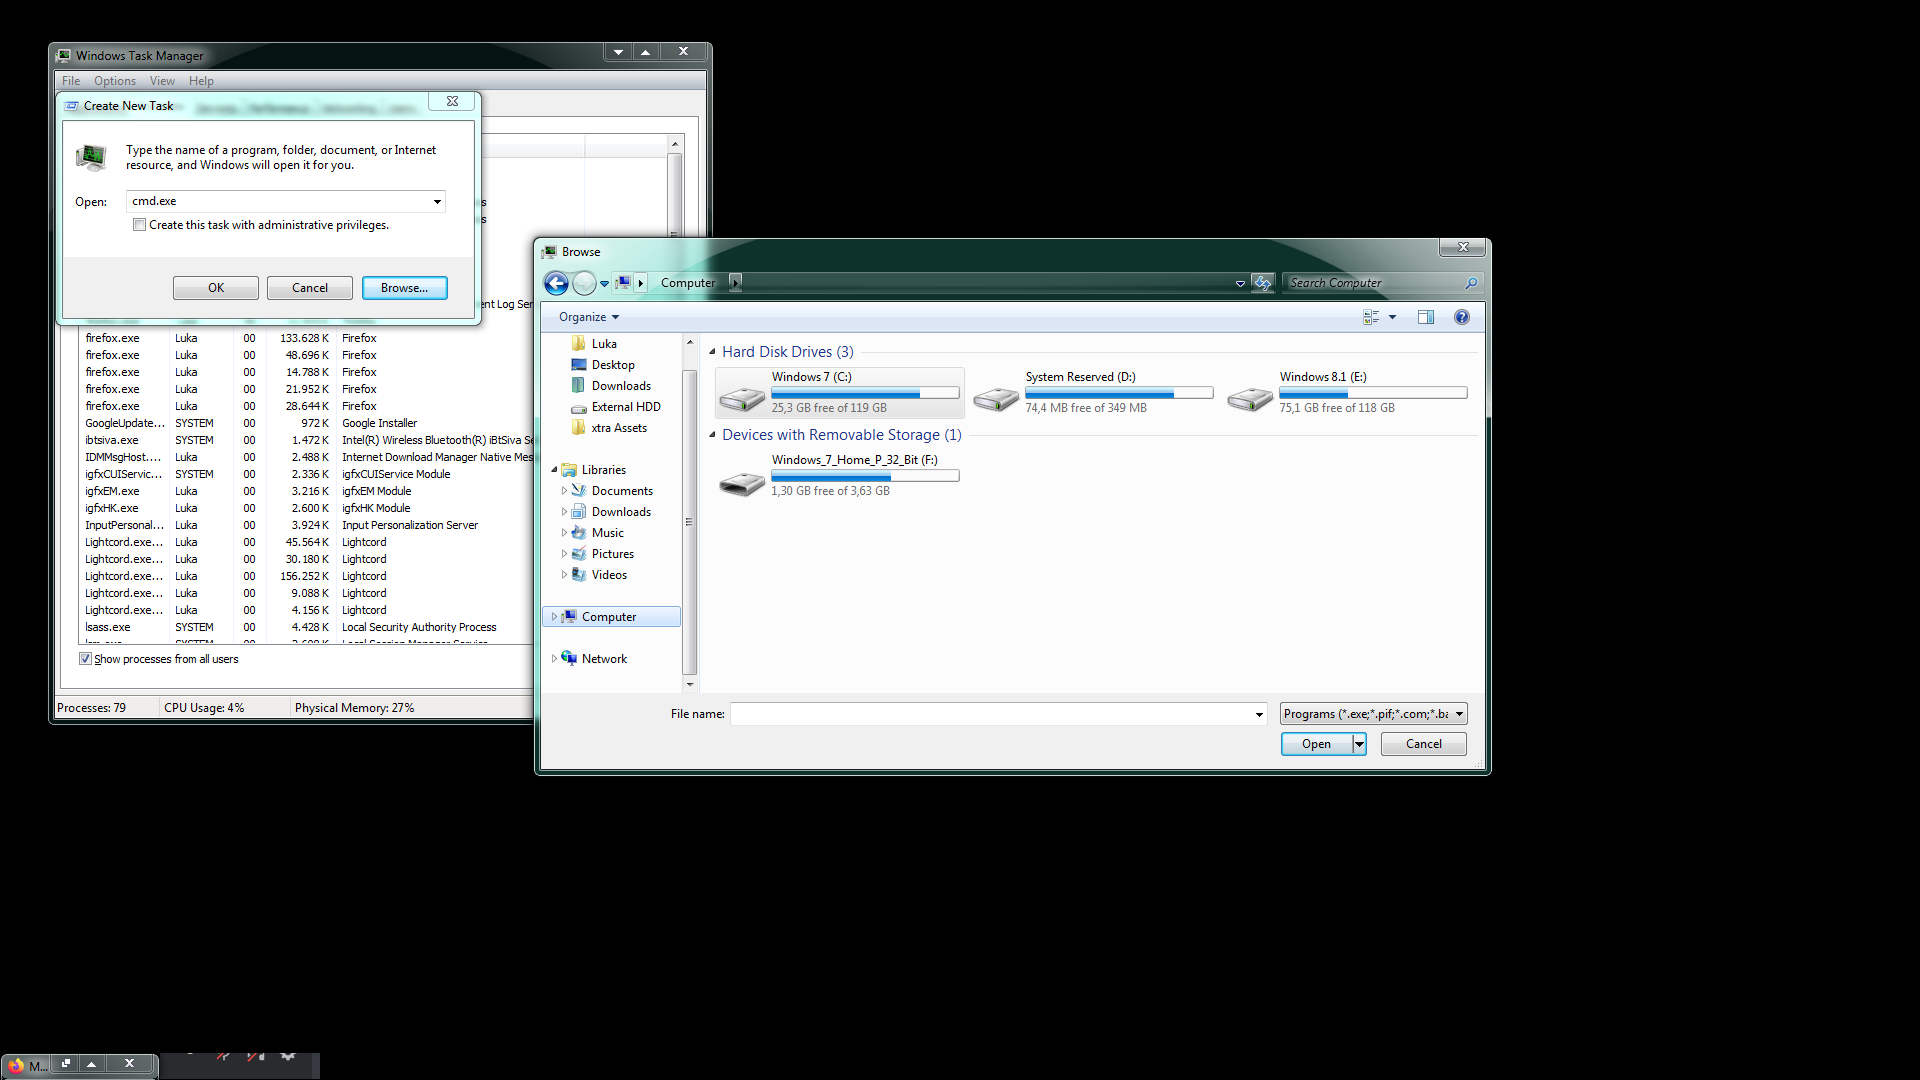 Windows Task Manager
File Options View Help
Create New Task
Type the name of a program, folder, document, or Internet
resource, and Windows will open it for you.
Open: cmd.exe
Create this task with administrative privileges.
OK Cancel Browse...
firefox.exe Luka 00 133.628 K Firefox
firefox.exe Luka 00 48.696 K Firefox
firefox.exe Luka 00 14.788 K Firefox
firefox.exe Luka 00 21.952 K Firefox
firefox.exe Luka 00 28.644 K Firefox
GoogleUpdate... SYSTEM 00 972 K Google Installer
ibtsiva.exe SYSTEM 00 1.472 K Intel(R) Wireless Bluetooth(R) iBtSiva Se
IDMMsgHost.... Luka 00 2.488 K Internet Download Manager Native Mes
igfxCUIServic... SYSTEM 00 2.336 K igfxCUIService Module
igfxEM.exe Luka 00 3.216 K igfxEM Module
igfxHK.exe Luka 00 2.600 K igfxHK Module
InputPersonal... Luka 00 3.924 K Input Personalization Server
Lightcord.exe... Luka 00 45.564 K Lightcord
Lightcord.exe... Luka 00 30.180 K Lightcord
Lightcord.exe... Luka 00 156.252 K Lightcord
Lightcord.exe... Luka 00 9.088 K Lightcord
Lightcord.exe... Luka 00 4.156 K Lightcord
lsass.exe SYSTEM 00 4.428 K Local Security Authority Process
Show processes from all users
Processes: 79 CPU Usage: 4% Physical Memory: 27%
ent Log Ser
Browse
Computer
Search Computer
Organize
Luka
Desktop
Downloads
External HDD
xtra Assets
Libraries
Documents
Downloads
Music
Pictures
Videos
Computer
Network
Hard Disk Drives (3)
Windows 7 (C:)
25,3 GB free of 119 GB
System Reserved (D:)
74,4 MB free of 349 MB
Windows 8.1 (E:)
75,1 GB free of 118 GB
Devices with Removable Storage (1)
Windows_7_Home_P_32_Bit (F:)
1,30 GB free of 3,63 GB
File name:
Programs (*.exe;*.pif;*.com;*.ba
Open Cancel
M...